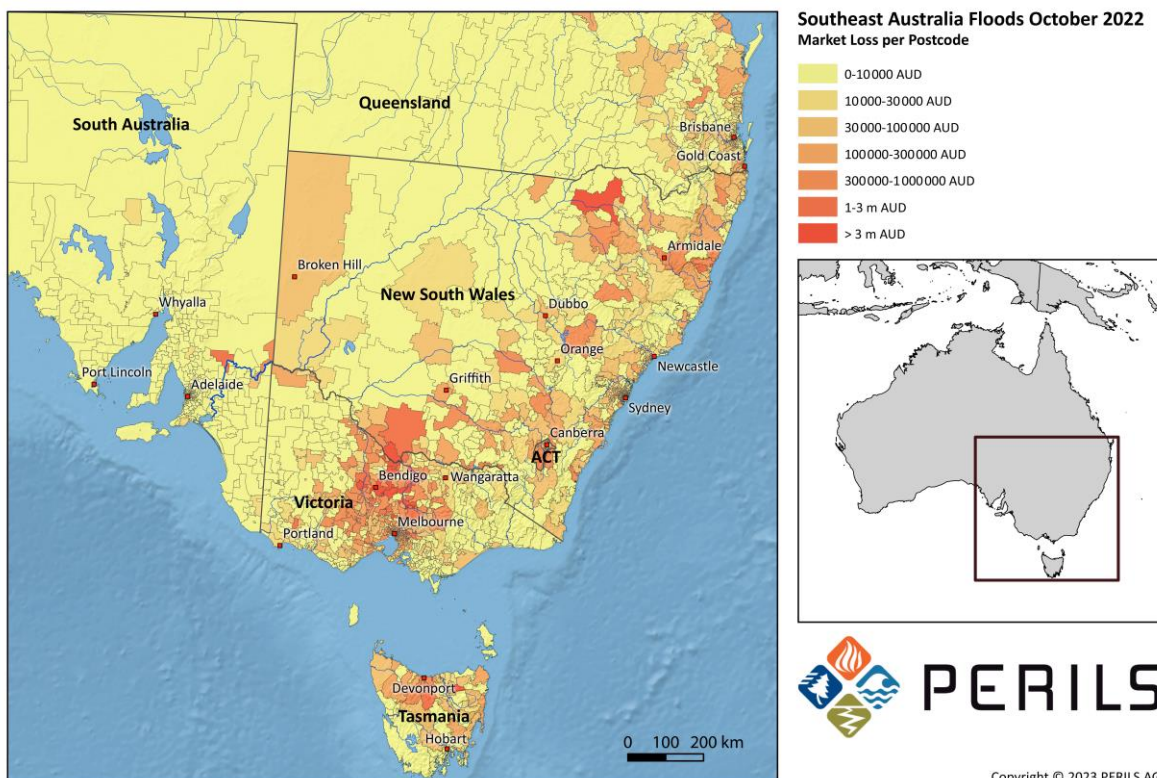 Southeast Australia Floods October 2022
Market Loss per Postcode
0-10 000 AUD
10 000-30 000 AUD
30 000-100 000 AUD
100 000-300 000 AUD
300 000-1 000 000 AUD
1-3 m AUD
> 3 m AUD
Queensland
South Australia
Brisbane
Gold Coast
Armidale
Broken Hill
New South Wales
Dubbo
Whyalla
Orange
Newcastle
Port Lincoln
Adelaide
Griffith
Sydney
Canberra
ACT
Bendigo
Wangaratta
Victoria
Melbourne
Portland
Devonport
Tasmania
Hobart
0 100 200 km
PERILS
Copyright © 2023 PERILS AG